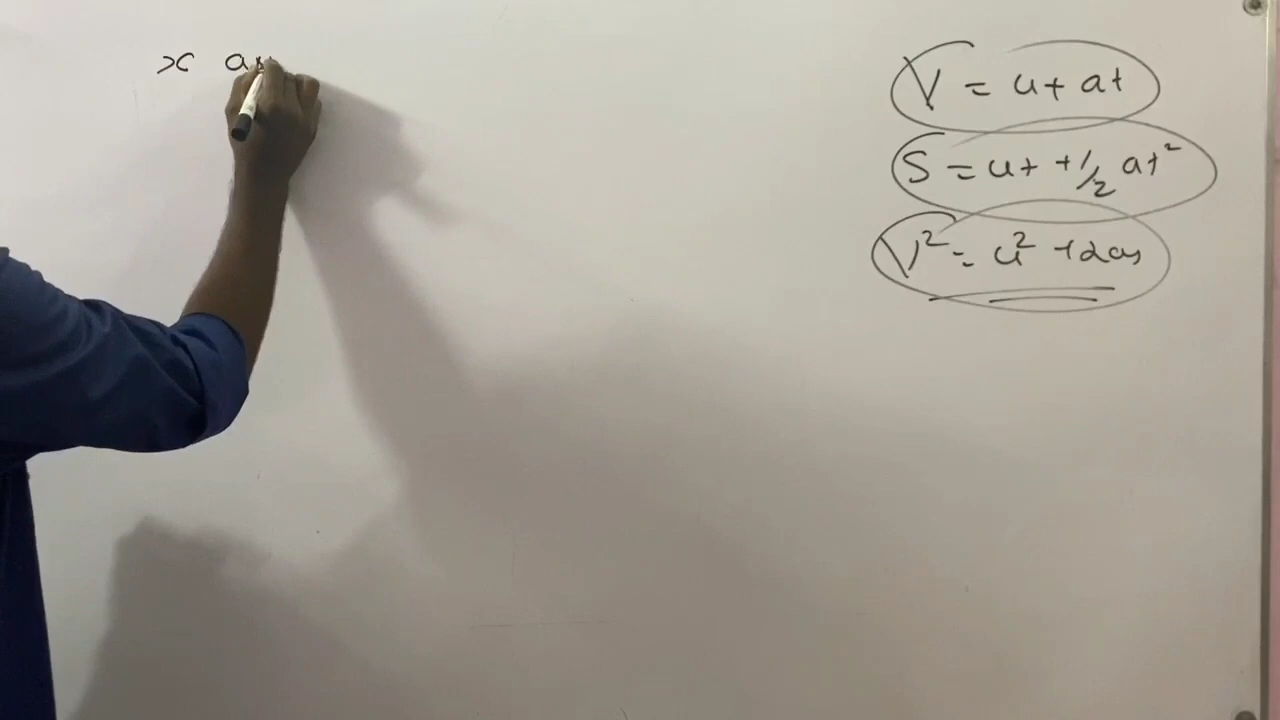 x
V = u + at
S = ut + 1/2 at²
V² = u² + 2as